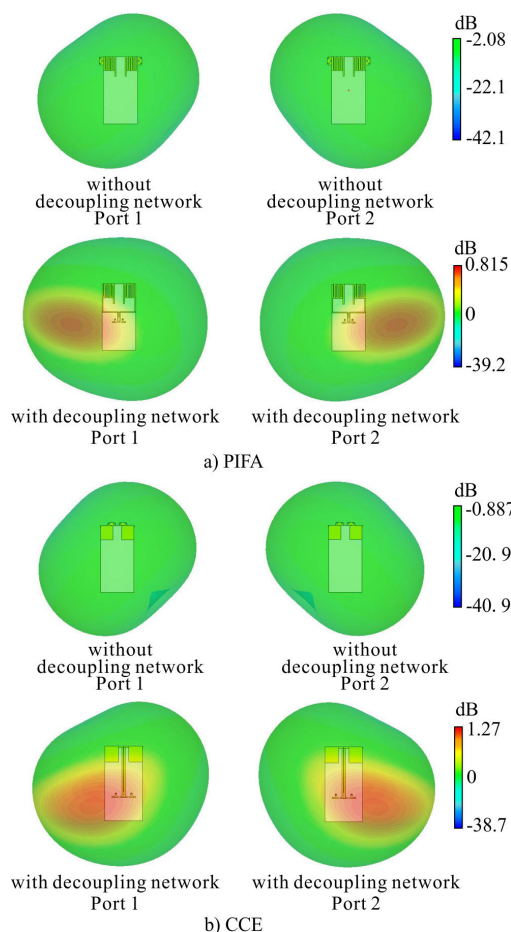 dB
-2.08
-22.1
-42.1
without
decoupling network
Port 1
without
decoupling network
Port 2
dB
0.815
0
-39.2
with decoupling network
Port 1
with decoupling network
Port 2
a) PIFA
dB
-0.887
-20.9
-40.9
without
decoupling network
Port 1
without
decoupling network
Port 2
dB
1.27
0
-38.7
with decoupling network
Port 1
with decoupling network
Port 2
b) CCE